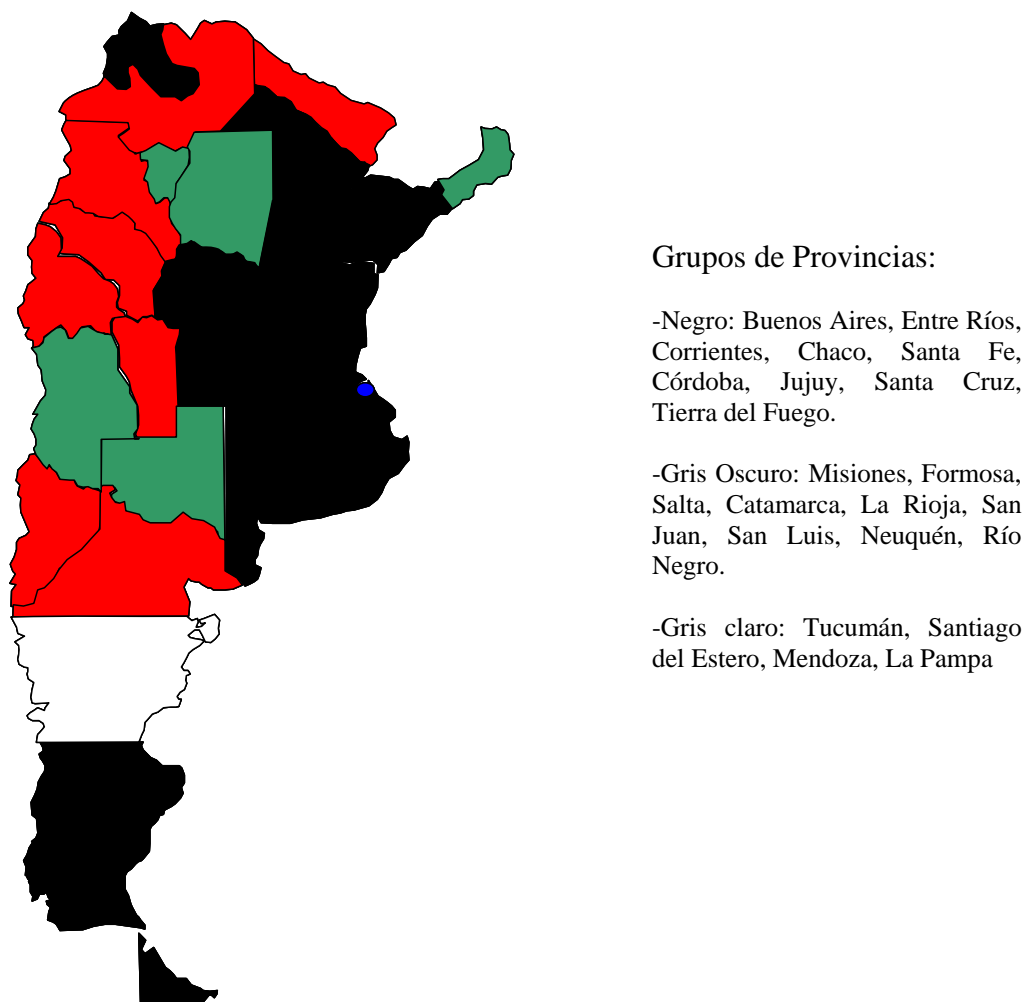 Grupos de Provincias:
-Negro: Buenos Aires, Entre Ríos,
Corrientes, Chaco, Santa Fe,
Córdoba, Jujuy, Santa Cruz,
Tierra del Fuego.
-Gris Oscuro: Misiones, Formosa,
Salta, Catamarca, La Rioja, San
Juan, San Luis, Neuquén, Río
Negro.
-Gris claro: Tucumán, Santiago
del Estero, Mendoza, La Pampa